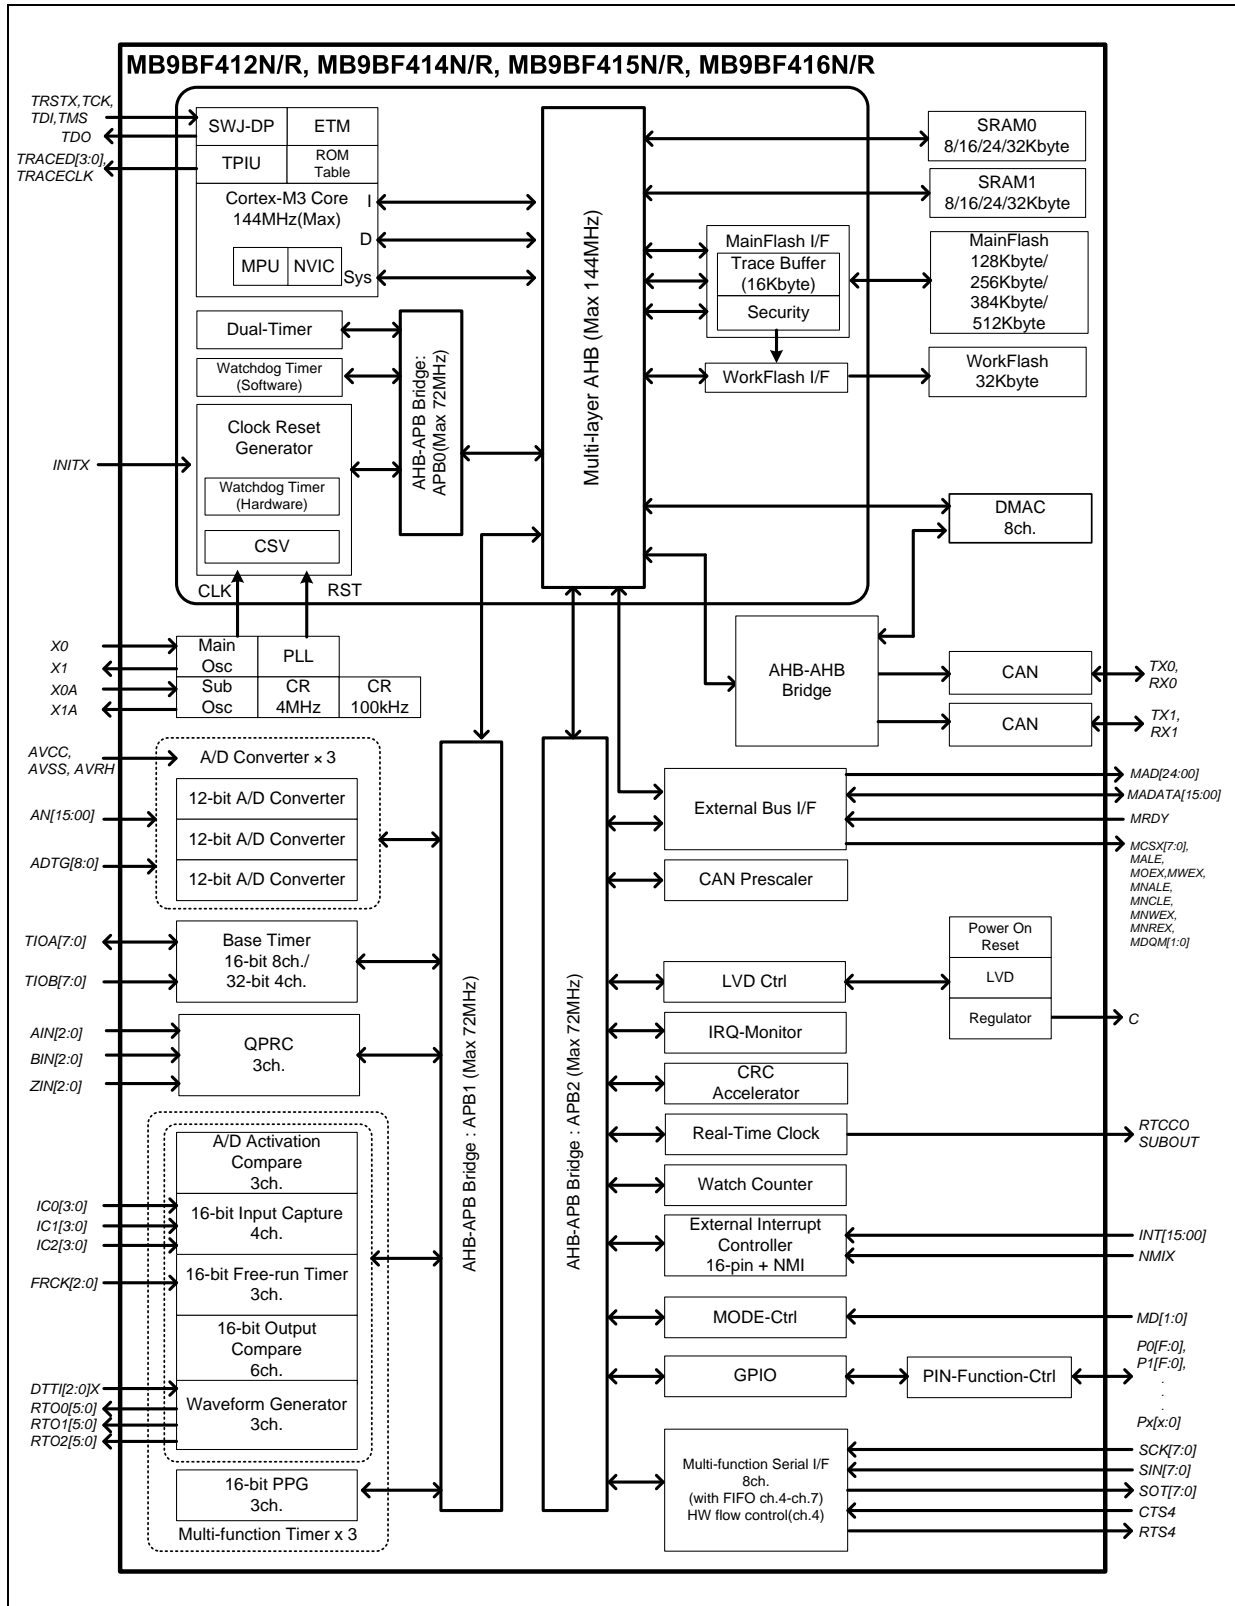 MB9BF412N/R, MB9BF414N/R, MB9BF415N/R, MB9BF416N/R
TRSTX,TCK,
TDI,TMS
TDO
TRACED[3:0],
TRACECLK
SWJ-DP
ETM
TPIU
ROM
Table
Cortex-M3 Core
144MHz(Max)
I
D
Sys
MPU
NVIC
Dual-Timer
Watchdog Timer
(Software)
INITX
Clock Reset
Generator
Watchdog Timer
(Hardware)
CSV
CLK
RST
AHB-APB Bridge:
APB0(Max 72MHz)
Multi-layer AHB (Max 144MHz)
SRAM0
8/16/24/32Kbyte
SRAM1
8/16/24/32Kbyte
MainFlash I/F
Trace Buffer
(16Kbyte)
Security
MainFlash
128Kbyte/
256Kbyte/
384Kbyte/
512Kbyte
WorkFlash I/F
WorkFlash
32Kbyte
DMAC
8ch.
AHB-AHB
Bridge
CAN
TX0,
RX0
CAN
TX1,
RX1
X0
X1
X0A
X1A
Main
Osc
PLL
Sub
Osc
CR
4MHz
CR
100kHz
AVCC,
AVSS, AVRH
AN[15:00]
ADTG[8:0]
A/D Converter × 3
12-bit A/D Converter
12-bit A/D Converter
12-bit A/D Converter
TIOA[7:0]
TIOB[7:0]
Base Timer
16-bit 8ch./
32-bit 4ch.
AIN[2:0]
BIN[2:0]
ZIN[2:0]
QPRC
3ch.
A/D Activation
Compare
3ch.
IC0[3:0]
IC1[3:0]
IC2[3:0]
16-bit Input Capture
4ch.
FRCK[2:0]
16-bit Free-run Timer
3ch.
16-bit Output
Compare
6ch.
DTTI[2:0]X
RTO0[5:0]
RTO1[5:0]
RTO2[5:0]
Waveform Generator
3ch.
16-bit PPG
3ch.
Multi-function Timer x 3
AHB-APB Bridge : APB1 (Max 72MHz)
AHB-APB Bridge : APB2 (Max 72MHz)
External Bus I/F
MAD[24:00]
MADATA[15:00]
MRDY
MCSX[7:0],
MALE,
MOEX,MWEX,
MNALE,
MNCLE,
MNWEX,
MNREX,
MDQM[1:0]
CAN Prescaler
LVD Ctrl
Power On
Reset
LVD
Regulator
C
IRQ-Monitor
CRC
Accelerator
Real-Time Clock
RTCCO
SUBOUT
Watch Counter
External Interrupt
Controller
16-pin + NMI
INT[15:00]
NMIX
MODE-Ctrl
MD[1:0]
GPIO
PIN-Function-Ctrl
P0[F:0],
P1[F:0],
.
.
.
Px[x:0]
Multi-function Serial I/F
8ch.
(with FIFO ch.4-ch.7)
HW flow control(ch.4)
SCK[7:0]
SIN[7:0]
SOT[7:0]
CTS4
RTS4